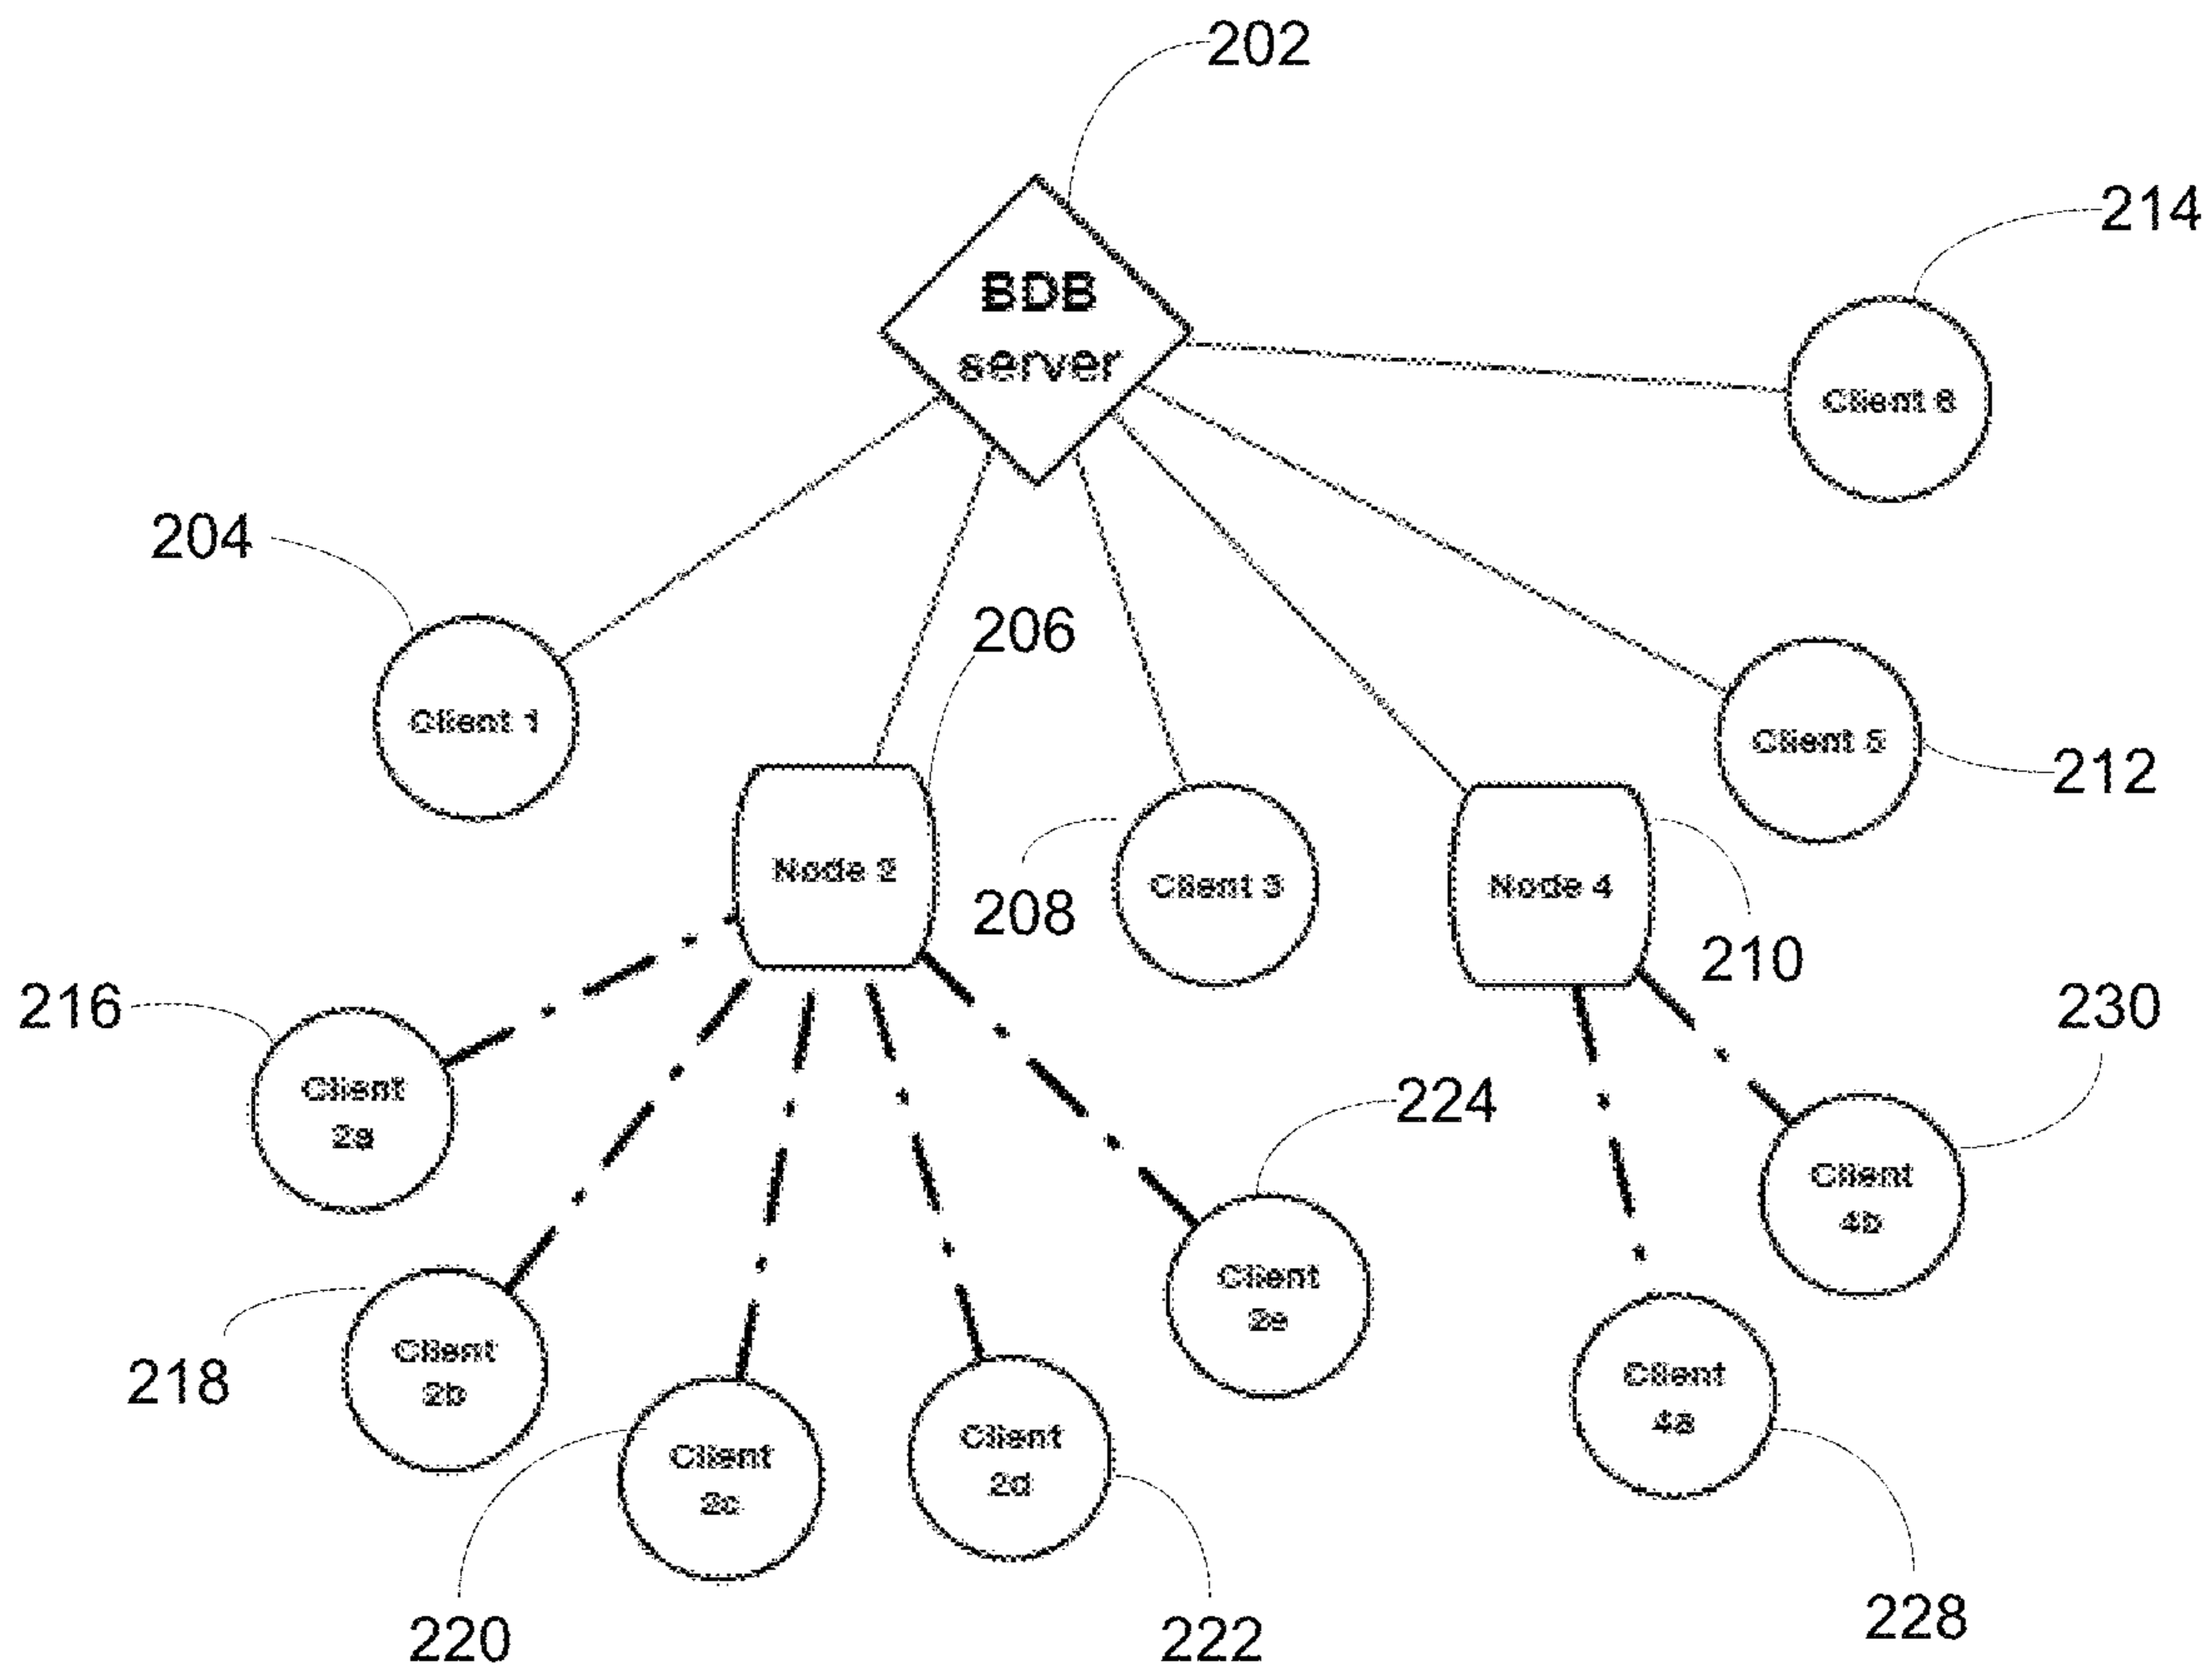 202
214
BDB
server
Client 6
204
206
Client 1
Client 5
212
Node 2
Client 3
Node 4
208
210
216
230
Client
2a
224
Client
4b
Client
2e
218
Client
2b
Client
4a
Client
2c
Client
2d
220
222
228